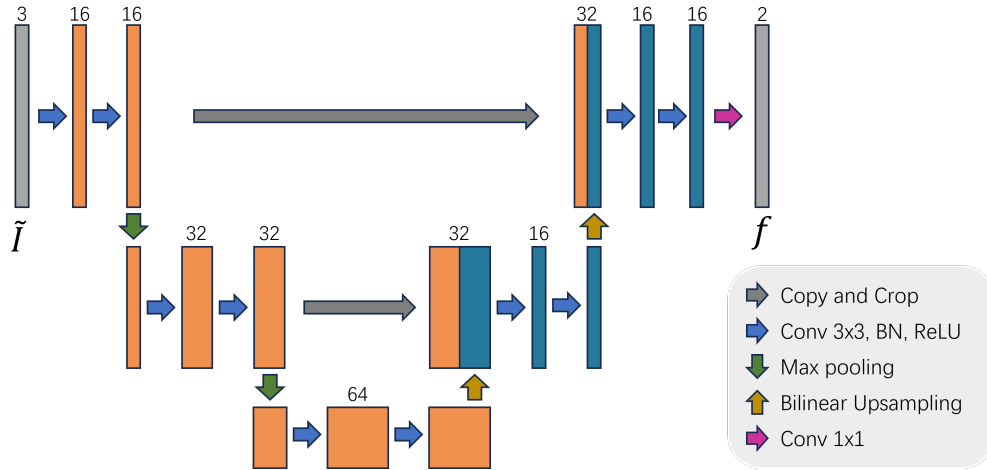 3
16
16
32
16
16
2
Ĩ
f
32
32
32
16
64
Copy and Crop
Conv 3x3, BN, ReLU
Max pooling
Bilinear Upsampling
Conv 1x1